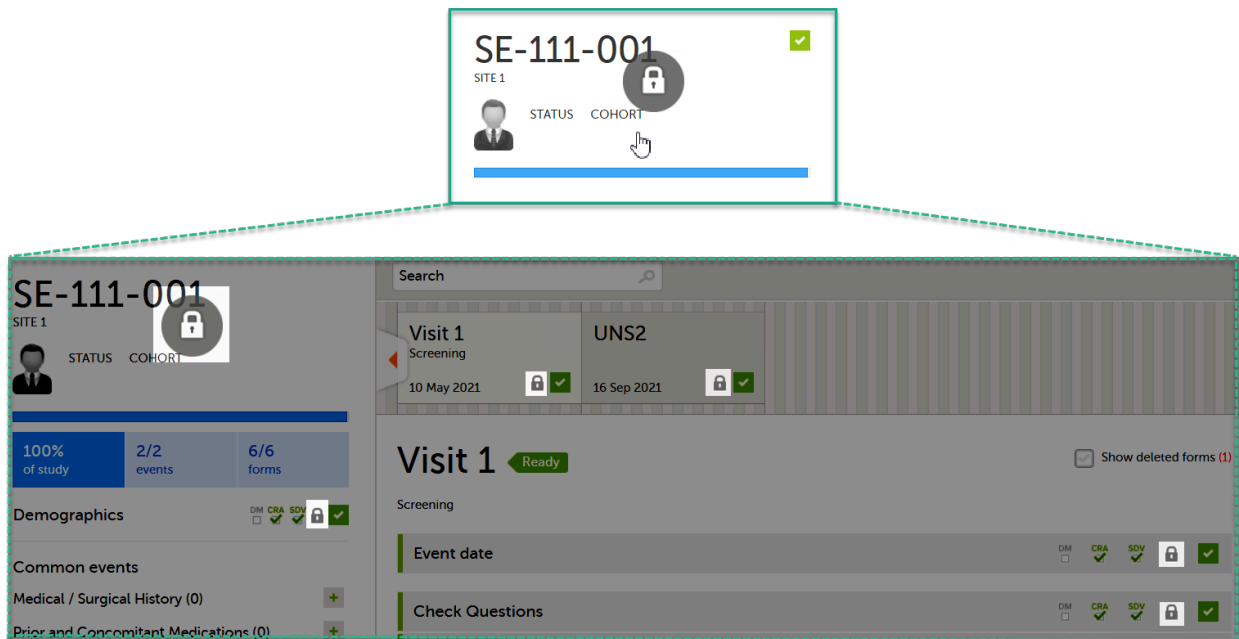 SE-111-001
SITE 1
STATUS COHORT
SE-111-001
SITE 1
STATUS COHORT
100%
of study
2/2
events
6/6
forms
Demographics
DM CRA SDV
Common events
Medical / Surgical History (0)
Prior and Concomitant Medications (0)
Search
Visit 1
Screening
10 May 2021
UNS2
16 Sep 2021
Visit 1
Ready
Show deleted forms (1)
Screening
Event date
DM CRA SDV
Check Questions
DM CRA SDV